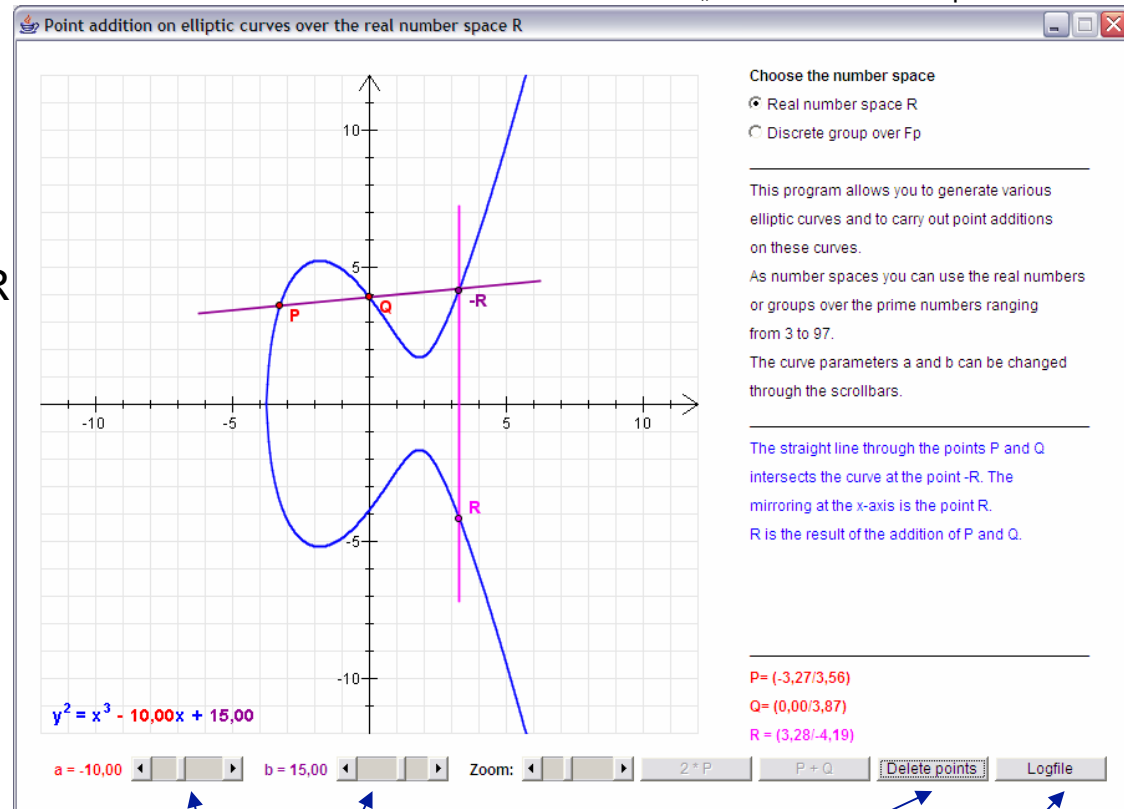 Point addition on elliptic curves over the real number space R
Choose the number space
Real number space R
Discrete group over Fp
This program allows you to generate various
elliptic curves and to carry out point additions
on these curves.
As number spaces you can use the real numbers
or groups over the prime numbers ranging
from 3 to 97.
The curve parameters a and b can be changed
through the scrollbars.
The straight line through the points P and Q
intersects the curve at the point -R. The
mirroring at the x-axis is the point R.
R is the result of the addition of P and Q.
P= (-3,27/3,56)
Q= (0,00/3,87)
R = (3,28/-4,19)
10
5
R
P
Q
-R
-10
-5
5
10
R
-5
-10
y² = x³ - 10,00x + 15,00
a = -10,00
b = 15,00
Zoom:
2 * P
P + Q
Delete points
Logfile